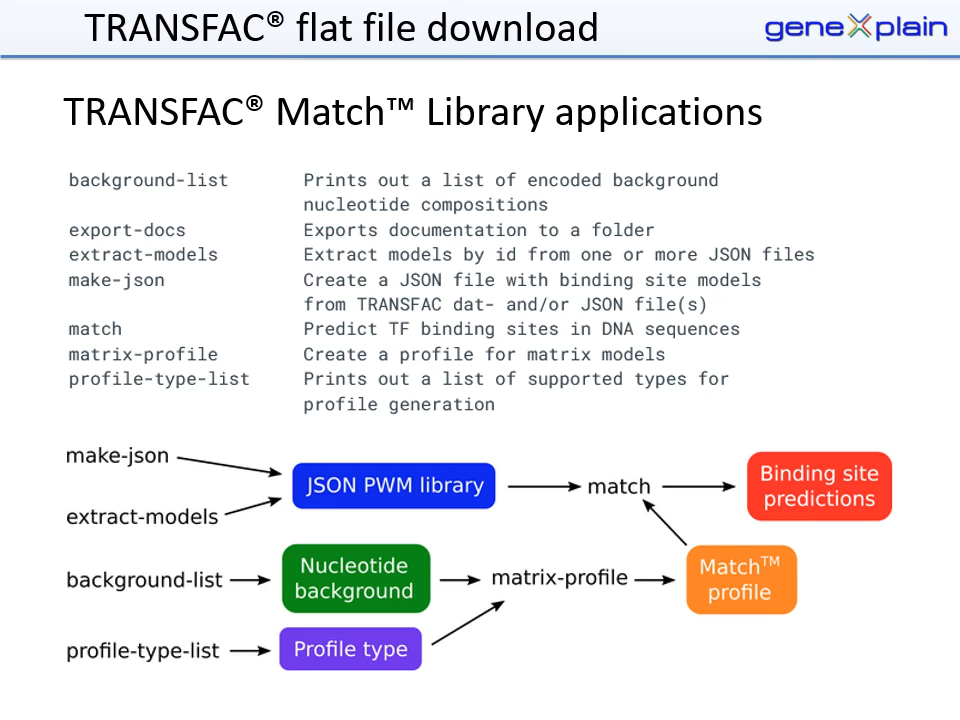 TRANSFAC® flat file download
geneXplain
TRANSFAC® Match™ Library applications
background-list Prints out a list of encoded background
nucleotide compositions
export-docs Exports documentation to a folder
extract-models Extract models by id from one or more JSON files
make-json Create a JSON file with binding site models
from TRANSFAC dat- and/or JSON file(s)
match Predict TF binding sites in DNA sequences
matrix-profile Create a profile for matrix models
profile-type-list Prints out a list of supported types for
profile generation
make-json
extract-models
JSON PWM library
match
Binding site
predictions
background-list
Nucleotide
background
matrix-profile
Match™
profile
profile-type-list
Profile type